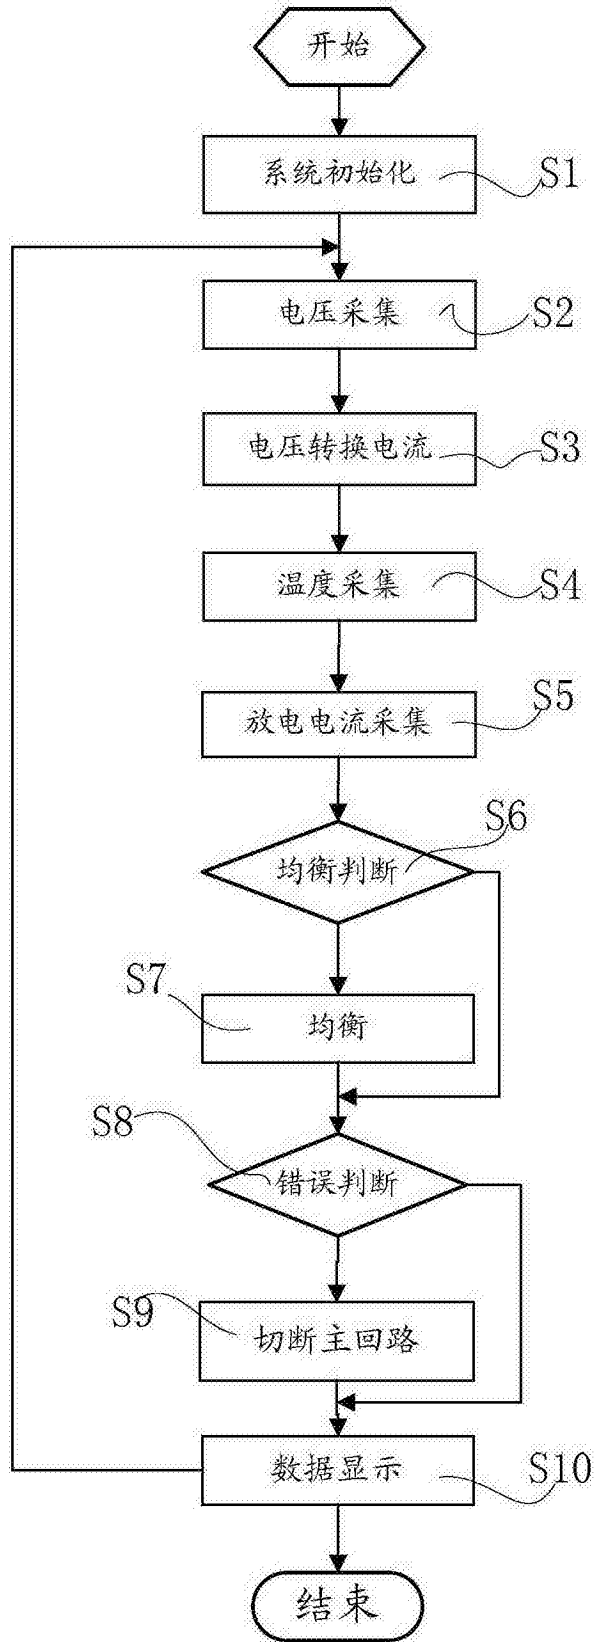 开始
系统初始化 S1
电压采集 S2
电压转换电流 S3
温度采集 S4
放电电流采集 S5
S6
均衡判断
S7
均衡
S8
错误判断
S9
切断主回路
数据显示 S10
结束